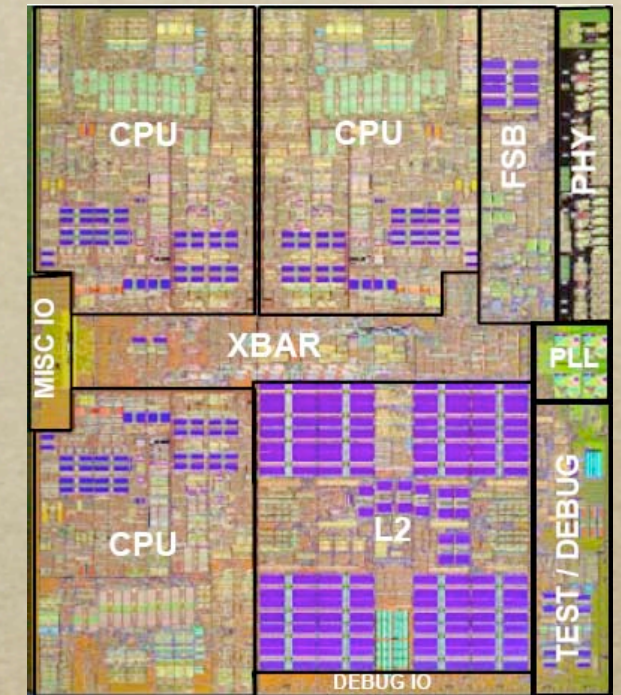 CPU
CPU
FSB
PHY
MISC IO
XBAR
PLL
CPU
L2
TEST / DEBUG
DEBUG IO